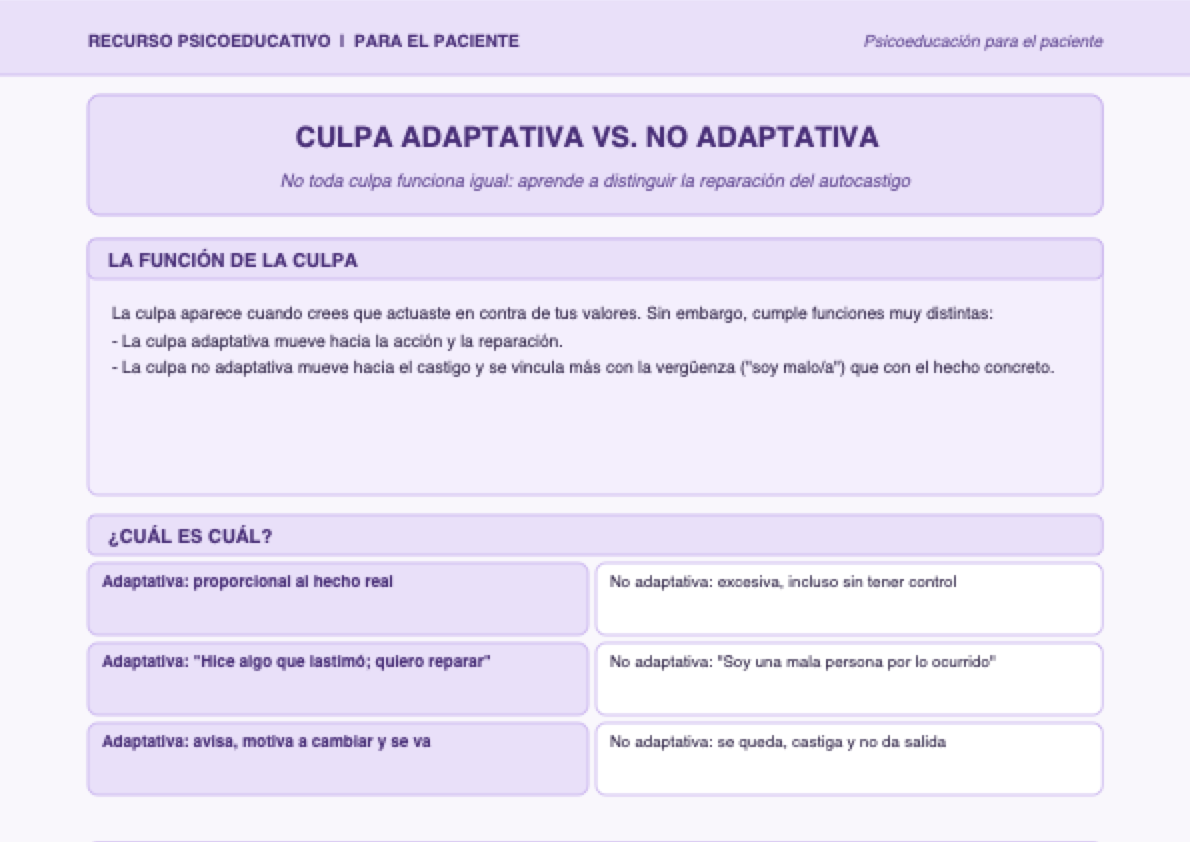 RECURSO PSICOEDUCATIVO | PARA EL PACIENTE
Psicoeducación para el paciente
CULPA ADAPTATIVA VS. NO ADAPTATIVA
No toda culpa funciona igual: aprende a distinguir la reparación del autocastigo
LA FUNCIÓN DE LA CULPA
La culpa aparece cuando crees que actuaste en contra de tus valores. Sin embargo, cumple funciones muy distintas:
- La culpa adaptativa mueve hacia la acción y la reparación.
- La culpa no adaptativa mueve hacia el castigo y se vincula más con la vergüenza ("soy malo/a") que con el hecho concreto.
¿CUÁL ES CUÁL?
Adaptativa: proporcional al hecho real
No adaptativa: excesiva, incluso sin tener control
Adaptativa: "Hice algo que lastimó; quiero reparar"
No adaptativa: "Soy una mala persona por lo ocurrido"
Adaptativa: avisa, motiva a cambiar y se va
No adaptativa: se queda, castiga y no da salida